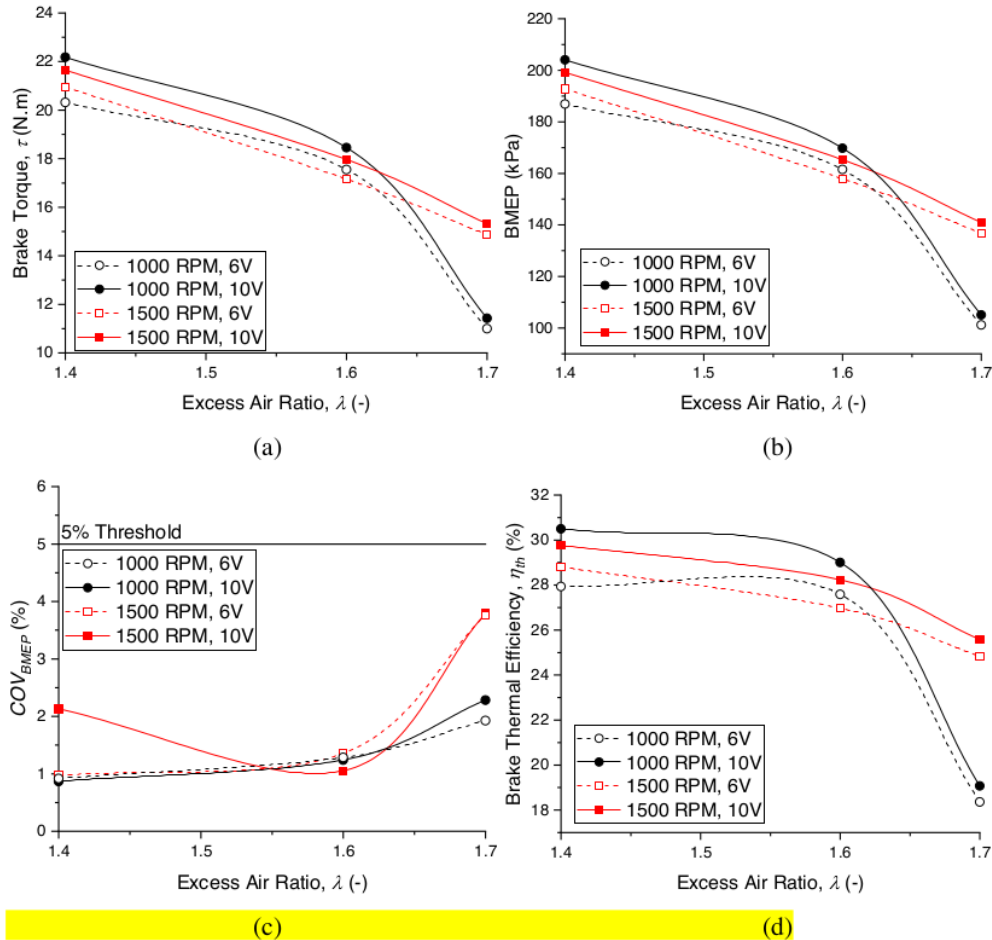 24
22
20
18
16
14
12
10
Brake Torque, τ (N.m)
1000 RPM, 6V
1000 RPM, 10V
1500 RPM, 6V
1500 RPM, 10V
1.4 1.5 1.6 1.7
Excess Air Ratio, λ (-)
(a)
220
200
180
160
140
120
100
BMEP (kPa)
1000 RPM, 6V
1000 RPM, 10V
1500 RPM, 6V
1500 RPM, 10V
1.4 1.5 1.6 1.7
Excess Air Ratio, λ (-)
(b)
6
5
4
3
2
1
0
COV_BMEP (%)
5% Threshold
1000 RPM, 6V
1000 RPM, 10V
1500 RPM, 6V
1500 RPM, 10V
1.4 1.5 1.6 1.7
Excess Air Ratio, λ (-)
(c)
32
30
28
26
24
22
20
18
Brake Thermal Efficiency, η_th (%)
1000 RPM, 6V
1000 RPM, 10V
1500 RPM, 6V
1500 RPM, 10V
1.4 1.5 1.6 1.7
Excess Air Ratio, λ (-)
(d)